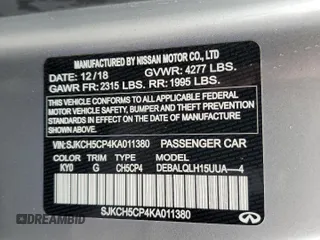 MANUFACTURED BY NISSAN MOTOR CO., LTD
DATE: 12/18 GVWR: 4277 LBS.
GAWR FR: 2315 LBS. RR: 1995 LBS.
THIS VEHICLE CONFORMS TO ALL APPLICABLE
FEDERAL MOTOR VEHICLE SAFETY,
BUMPER, AND THEFT PREVENTION STANDARDS
IN EFFECT ON THE DATE OF
MANUFACTURE SHOWN ABOVE.
VIN: SJKCH5CP4KA011380 PASSENGER CAR
COLOR TRIM MODEL
KY0 G CH5CP4 DEBALQLH15UUA----4
SJKCH5CP4KA011380
INFINITI
DREAMBID